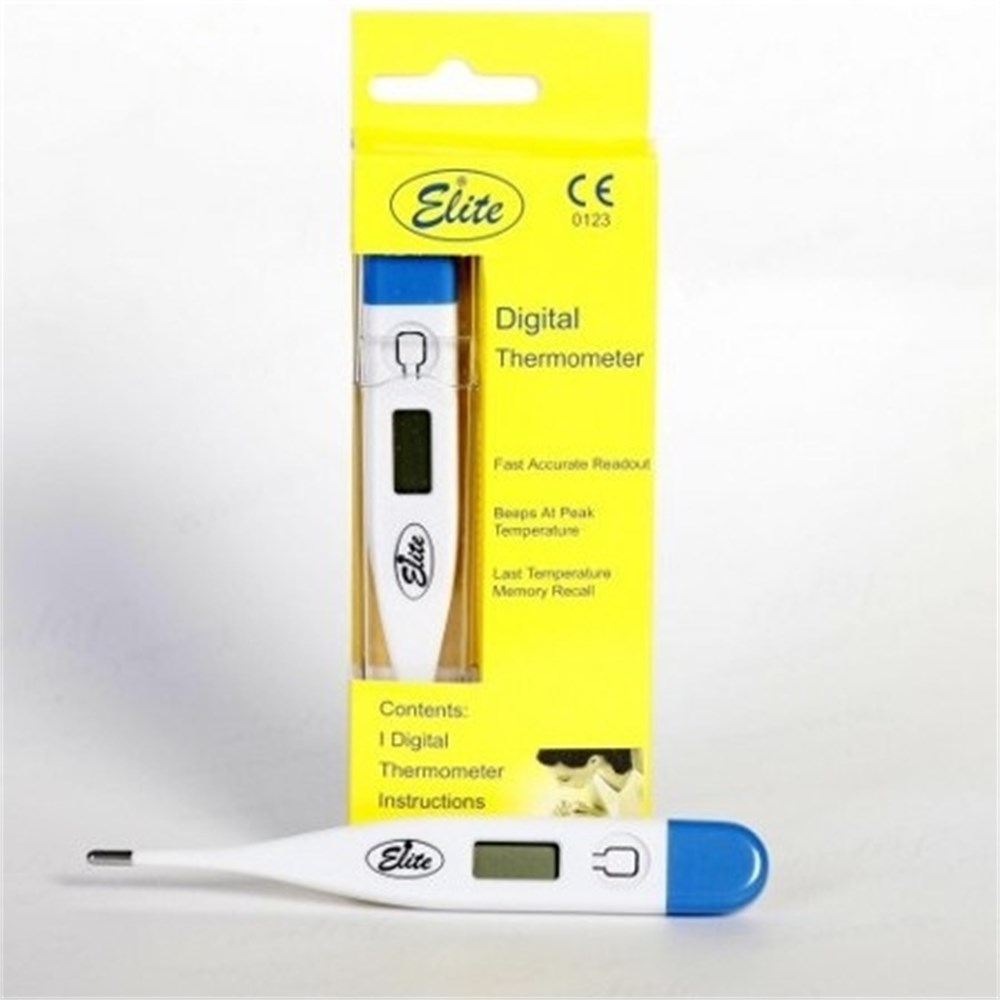 Elite
CE
0123
Digital
Thermometer
Fast Accurate Readout
Beeps At Peak
Temperature
Last Temperature
Memory Recall
Elite
Contents:
I Digital
Thermometer
Instructions
Elite